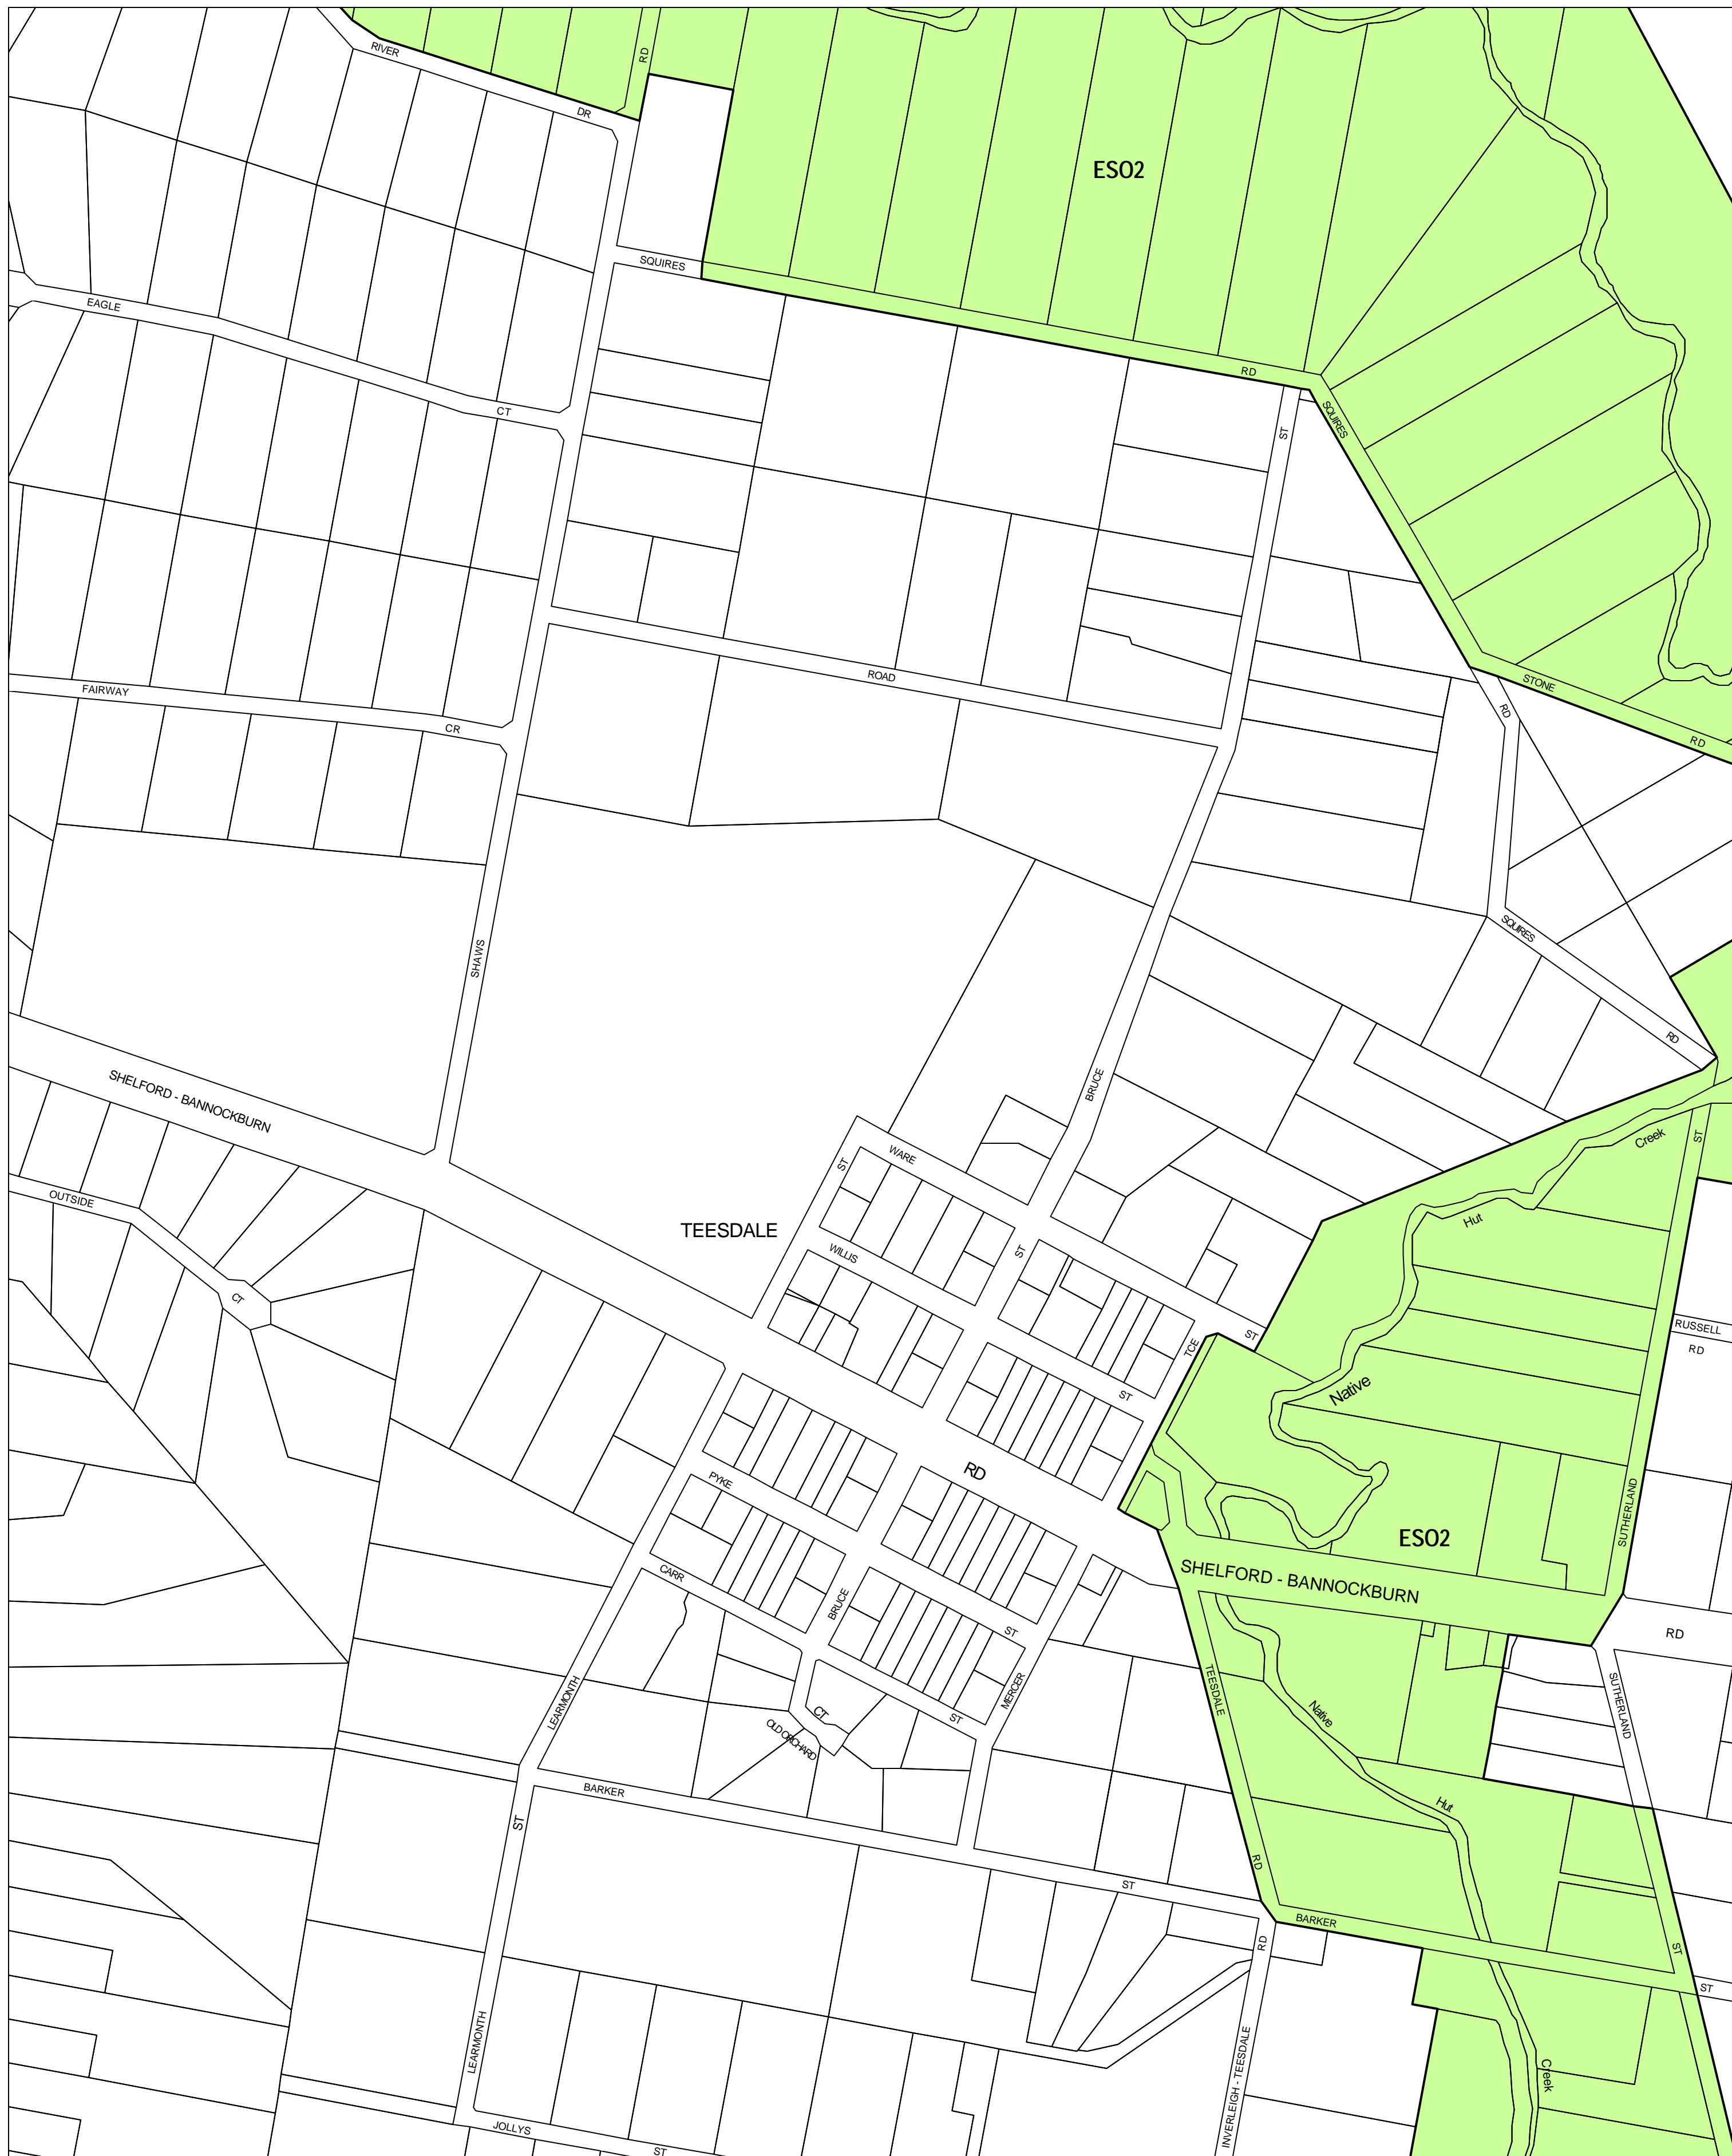 RIVER
DR
RD
ESO2
SQUIRES
RD
EAGLE
CT
SQUIRES
ST
FAIRWAY
CR
ROAD
STONE
RD
RD
SHAWS
SQUIRES
RD
SHELFORD - BANNOCKBURN
BRUCE
Creek
ST
OUTSIDE
CT
WARE
ST
TEESDALE
WILLIS
ST
Hut
ST
TCE
RUSSELL
RD
Native
ST
RD
PYKE
ESO2
SUTHERLAND
SHELFORD - BANNOCKBURN
CARR
BRUCE
ST
RD
LEARMONTH
MERCER
TEESDALE
SUTHERLAND
CT
ST
OLD ORCHARD
Native
Hut
BARKER
ST
RD
ST
BARKER
RD
ST
ST
LEARMONTH
INVERLEIGH - TEESDALE
Creek
JOLLYS
ST